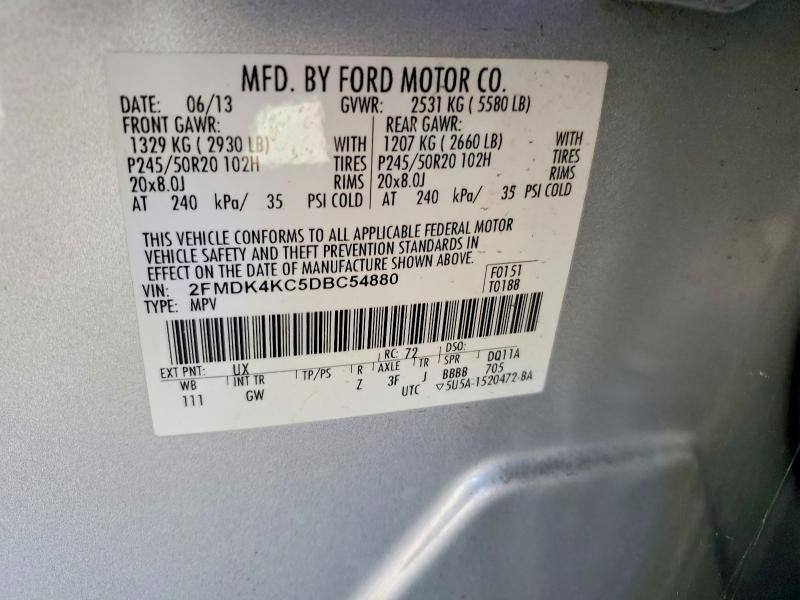 MFD. BY FORD MOTOR CO.
DATE: 06/13 GVWR: 2531 KG ( 5580 LB)
FRONT GAWR: REAR GAWR:
1329 KG ( 2930 LB) WITH 1207 KG ( 2660 LB) WITH
P245/50R20 102H TIRES P245/50R20 102H TIRES
20x8.0J RIMS 20x8.0J RIMS
AT 240 kPa/ 35 PSI COLD AT 240 kPa/ 35 PSI COLD
THIS VEHICLE CONFORMS TO ALL APPLICABLE FEDERAL MOTOR
VEHICLE SAFETY AND THEFT PREVENTION STANDARDS IN
EFFECT ON THE DATE OF MANUFACTURE SHOWN ABOVE.
VIN: 2FMDK4KC5DBC54880 F0151
TYPE: MPV T0188
EXT PNT: UX RC: 72 DSO:
WB INT TR TP/PS R AXLE TR SPR DQ11A
111 GW Z 3F J BBBB 705
UTC ▽5U5A-1520472-BA